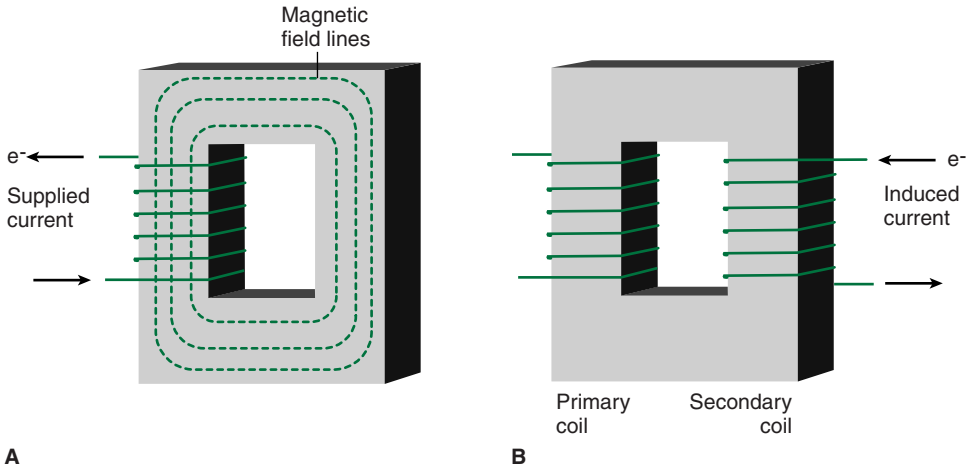 Magnetic
field lines
e-
Supplied
current
A
e-
Induced
current
Primary
coil
Secondary
coil
B